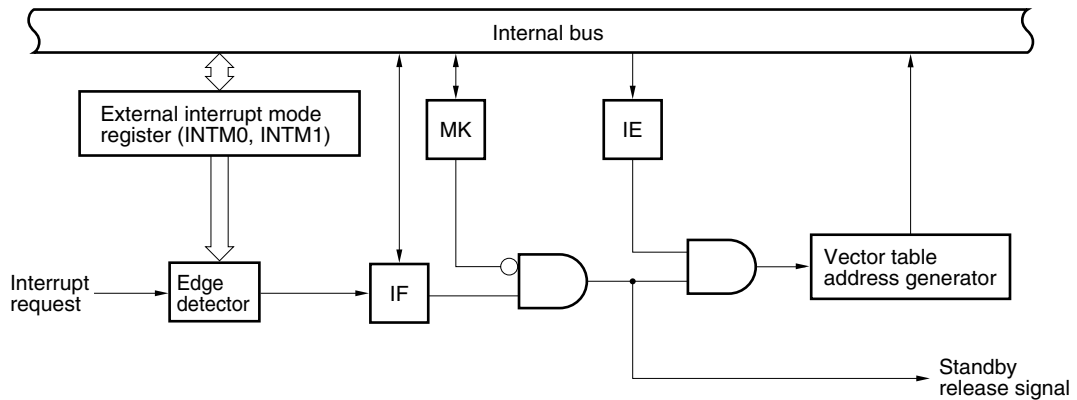 Internal bus
External interrupt mode
register (INTM0, INTM1)
MK
IE
Interrupt
request
Edge
detector
IF
Vector table
address generator
Standby
release signal